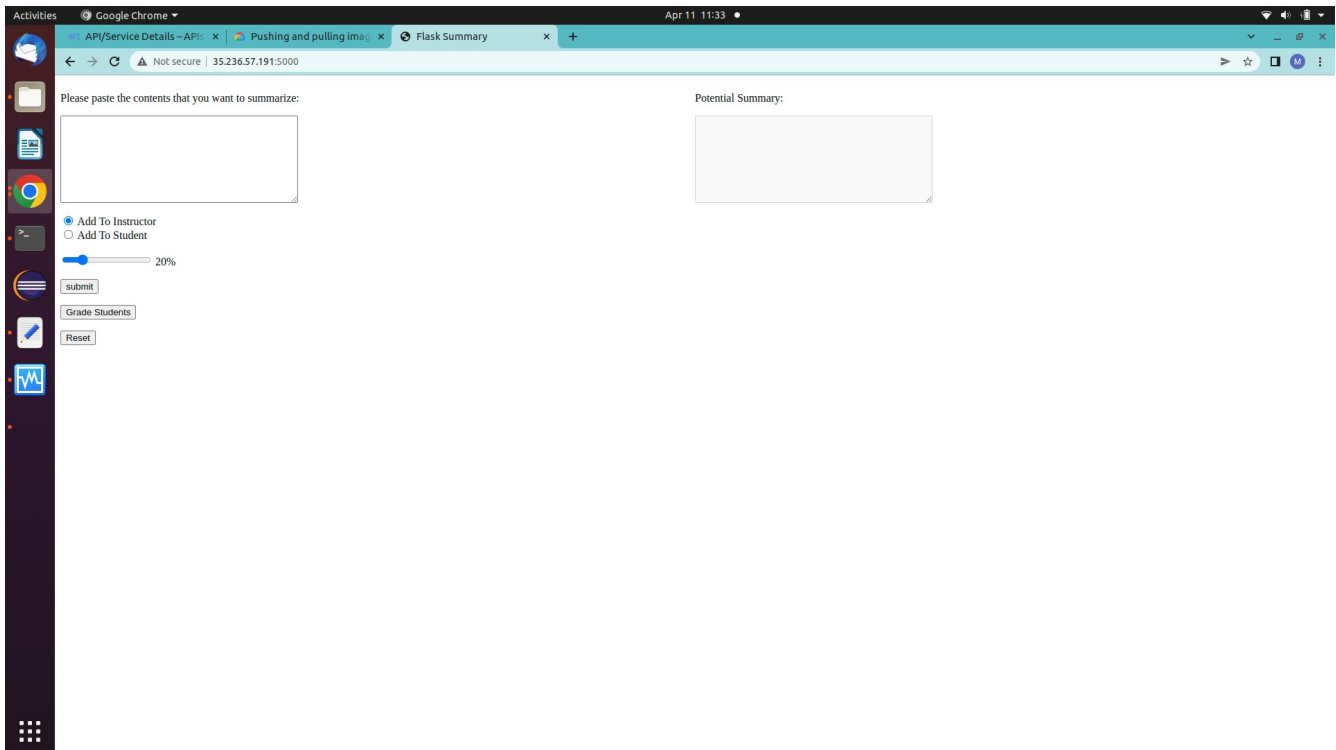 Activities Google Chrome Apr 11 11:33
API/Service Details – APIs Pushing and pulling imag Flask Summary
Not secure 35.236.57.191:5000 M
Please paste the contents that you want to summarize: Potential Summary:
Add To Instructor
Add To Student
20%
submit
Grade Students
Reset